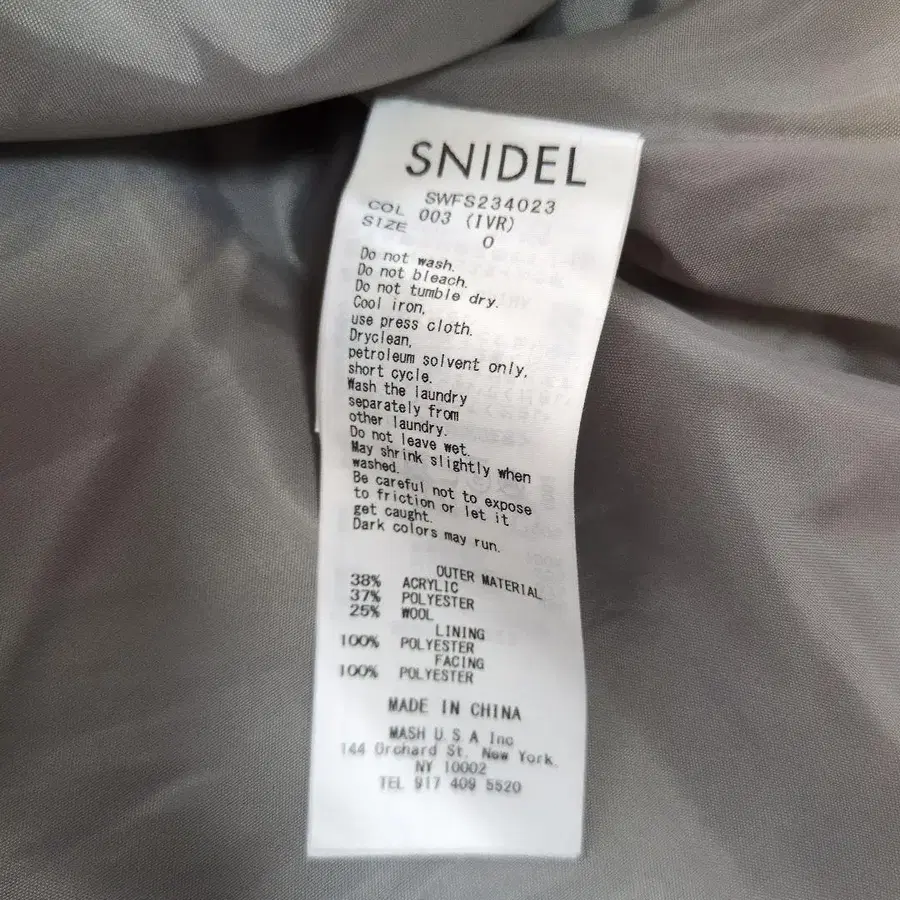 SNIDEL
SWFS234023
COL 003 (IVR)
SIZE 0
Do not wash.
Do not bleach.
Do not tumble dry.
Cool iron,
use press cloth.
Dryclean,
petroleum solvent only,
short cycle.
Wash the laundry
separately from
other laundry.
Do not leave wet.
May shrink slightly when
washed.
Be careful not to expose
to friction or let it
get caught.
Dark colors may run.
OUTER MATERIAL
38% ACRYLIC
37% POLYESTER
25% WOOL
LINING
100% POLYESTER
FACING
100% POLYESTER
MADE IN CHINA
MASH U.S.A Inc
144 Orchard St. New York.
NY 10002
TEL 917 409 5520